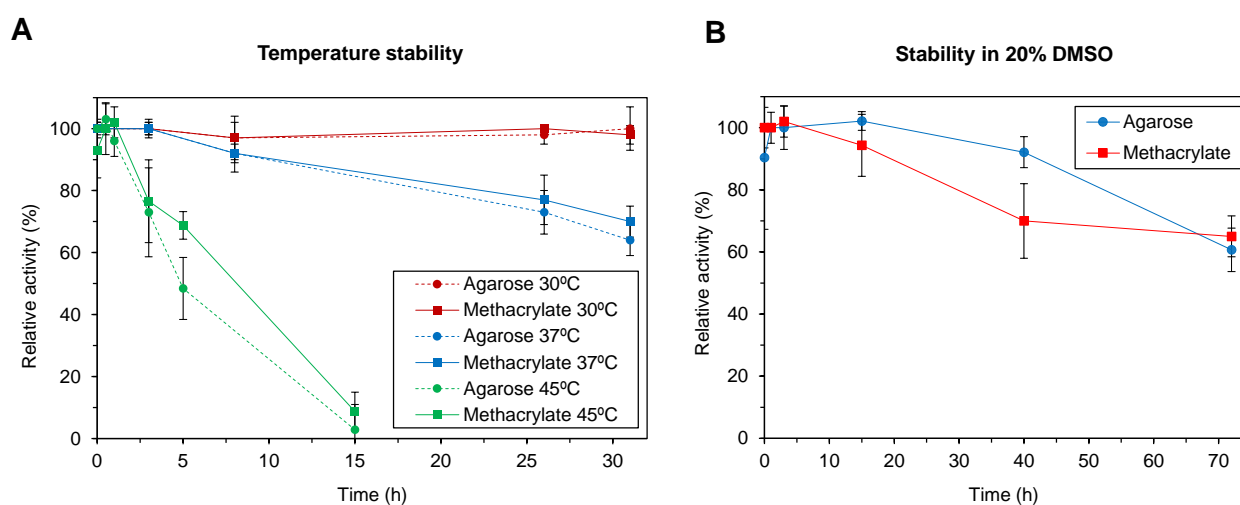 A
Temperature stability
Relative activity (%)
100
80
60
40
20
0
0
5
10
15
20
25
30
Time (h)
Agarose 30ºC
Methacrylate 30ºC
Agarose 37ºC
Methacrylate 37ºC
Agarose 45ºC
Methacrylate 45ºC
B
Stability in 20% DMSO
Relative activity (%)
100
80
60
40
20
0
0
10
20
30
40
50
60
70
Time (h)
Agarose
Methacrylate